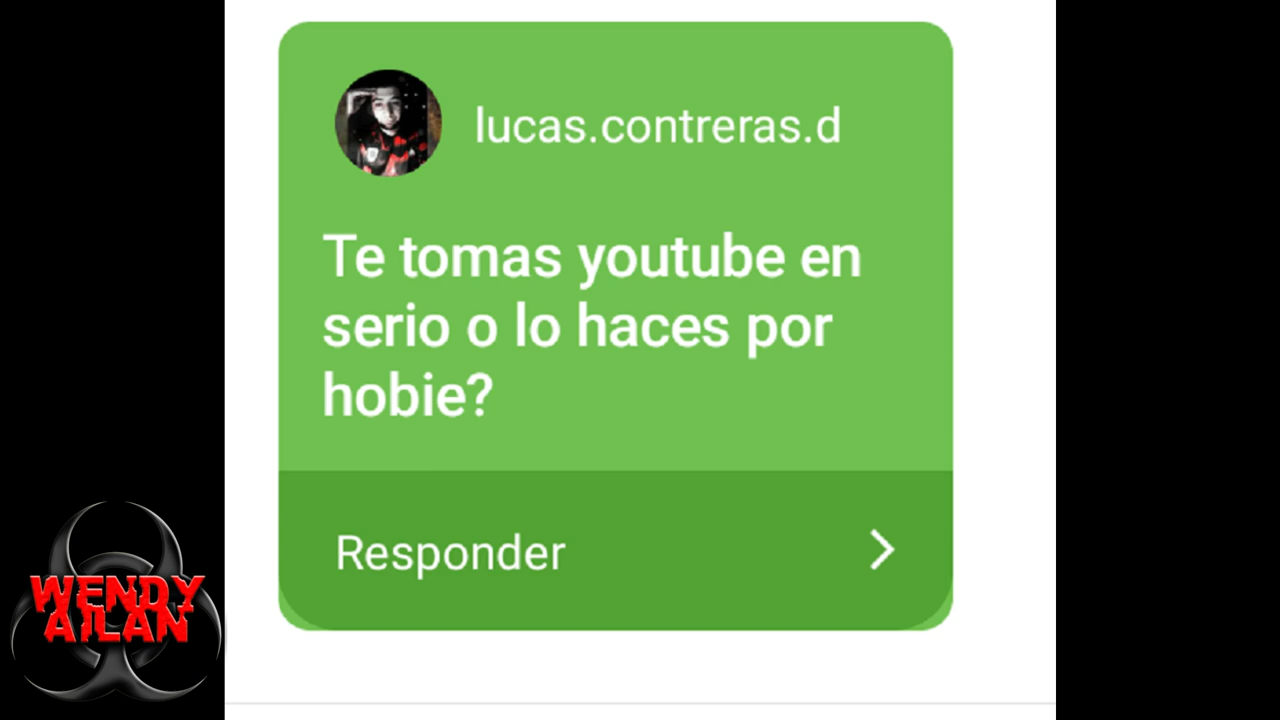 lucas.contreras.d
Te tomas youtube en
serio o lo haces por
hobie?
Responder
WENDY
AILAN